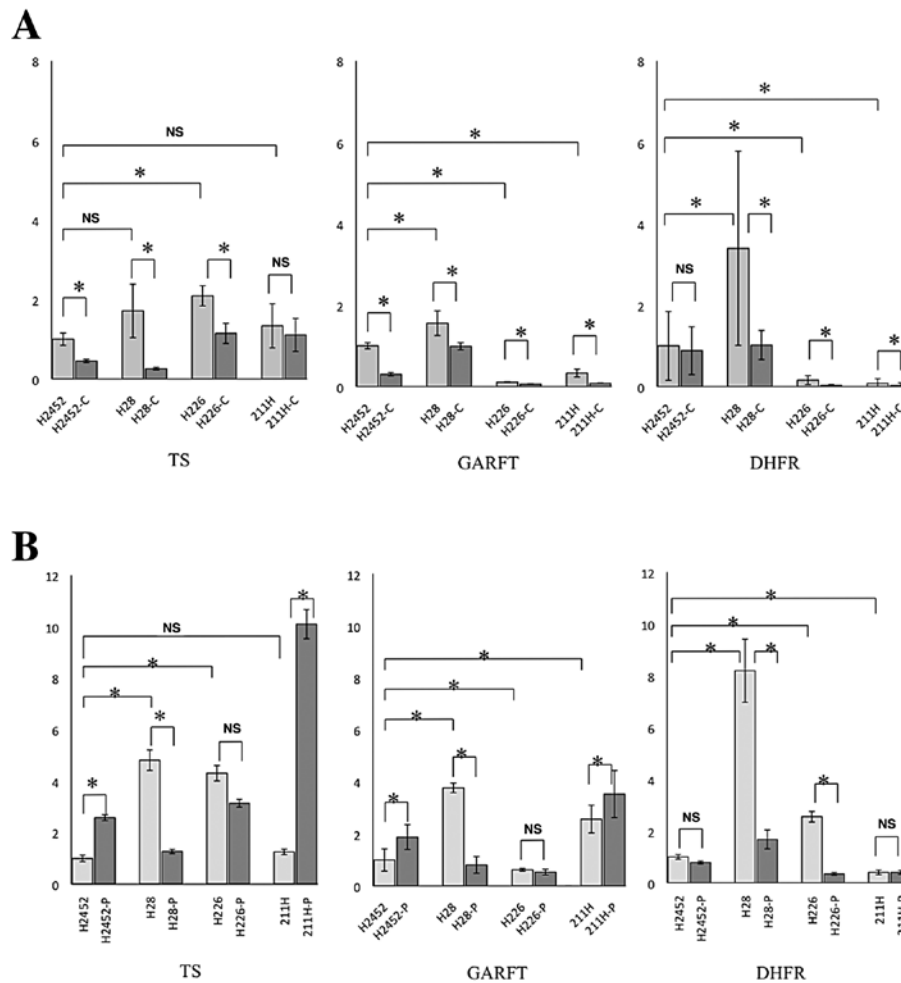 A
8
6
4
2
0
NS
*
NS
*
*
*
NS
H2452
H2452-C
H28
H28-C
H226
H226-C
211H
211H-C
TS
8
6
4
2
0
*
*
*
*
*
*
*
H2452
H2452-C
H28
H28-C
H226
H226-C
211H
211H-C
GARFT
8
6
4
2
0
*
*
*
*
NS
*
*
H2452
H2452-C
H28
H28-C
H226
H226-C
211H
211H-C
DHFR
B
12
10
8
6
4
2
0
*
NS
*
*
*
NS
*
H2452
H2452-P
H28
H28-P
H226
H226-P
211H
211H-P
TS
12
10
8
6
4
2
0
*
*
*
*
*
*
NS
H2452
H2452-P
H28
H28-P
H226
H226-P
211H
211H-P
GARFT
12
10
8
6
4
2
0
*
*
*
*
*
NS
NS
H2452
H2452-P
H28
H28-P
H226
H226-P
211H
211H-P
DHFR